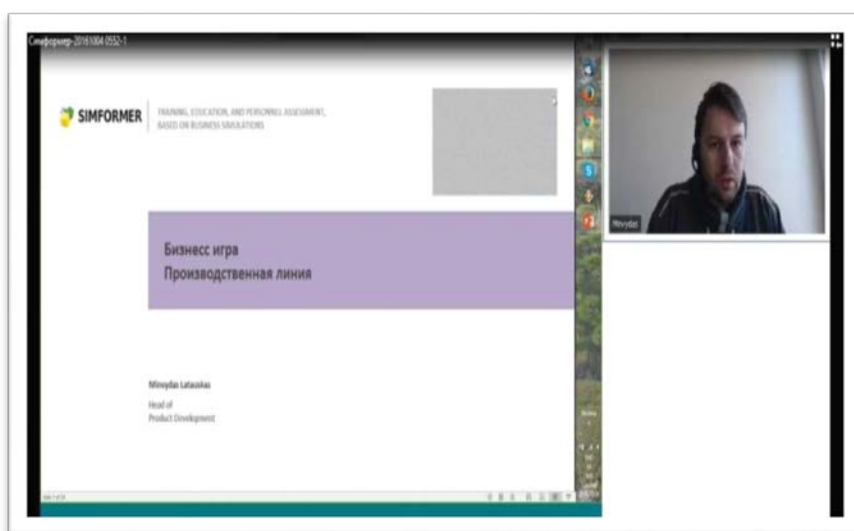 Симформер-20161004 0552-1
SIMFORMER
TRAINING, EDUCATION, AND PERSONNEL ASSESSMENT,
BASED ON BUSINESS SIMULATIONS
Бизнесс игра
Производственная линия
Latauskas
Head of
Product Development